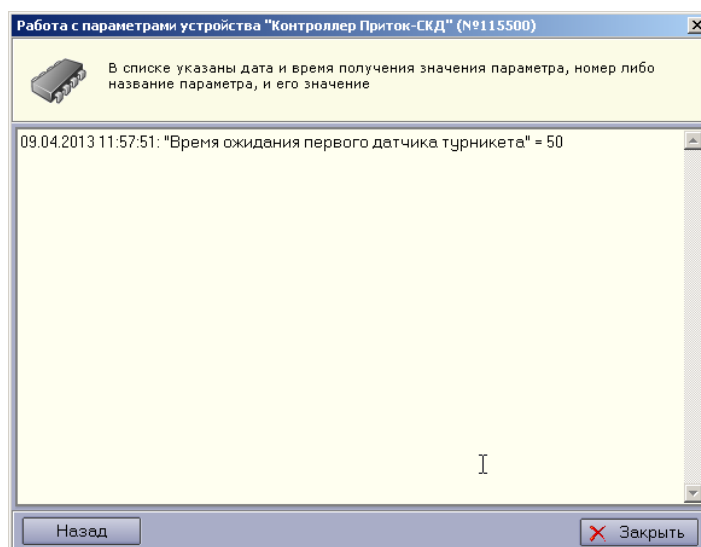 Работа с параметрами устройства "Контроллер Приток-СКД" (№115500)
В списке указаны дата и время получения значения параметра, номер либо
название параметра, и его значение
09.04.2013 11:57:51: "Время ожидания первого датчика турникета" = 50
Назад
Закрыть